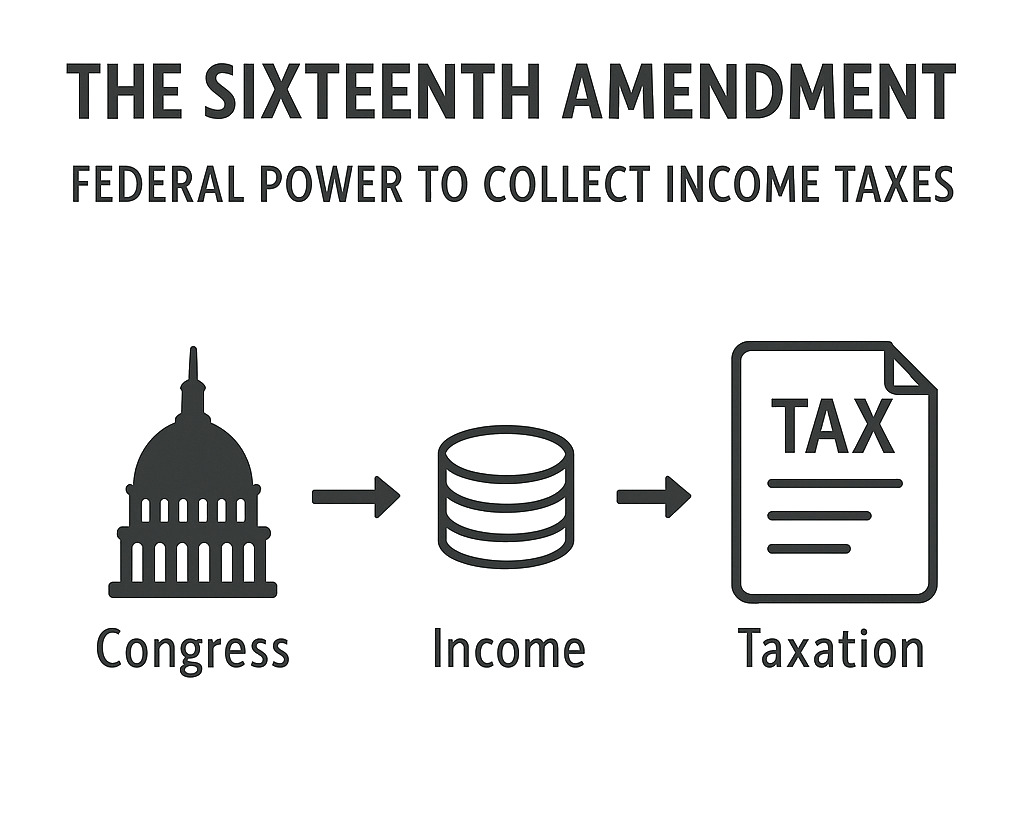 THE SIXTEENTH AMENDMENT
FEDERAL POWER TO COLLECT INCOME TAXES
TAX
Congress
Income
Taxation